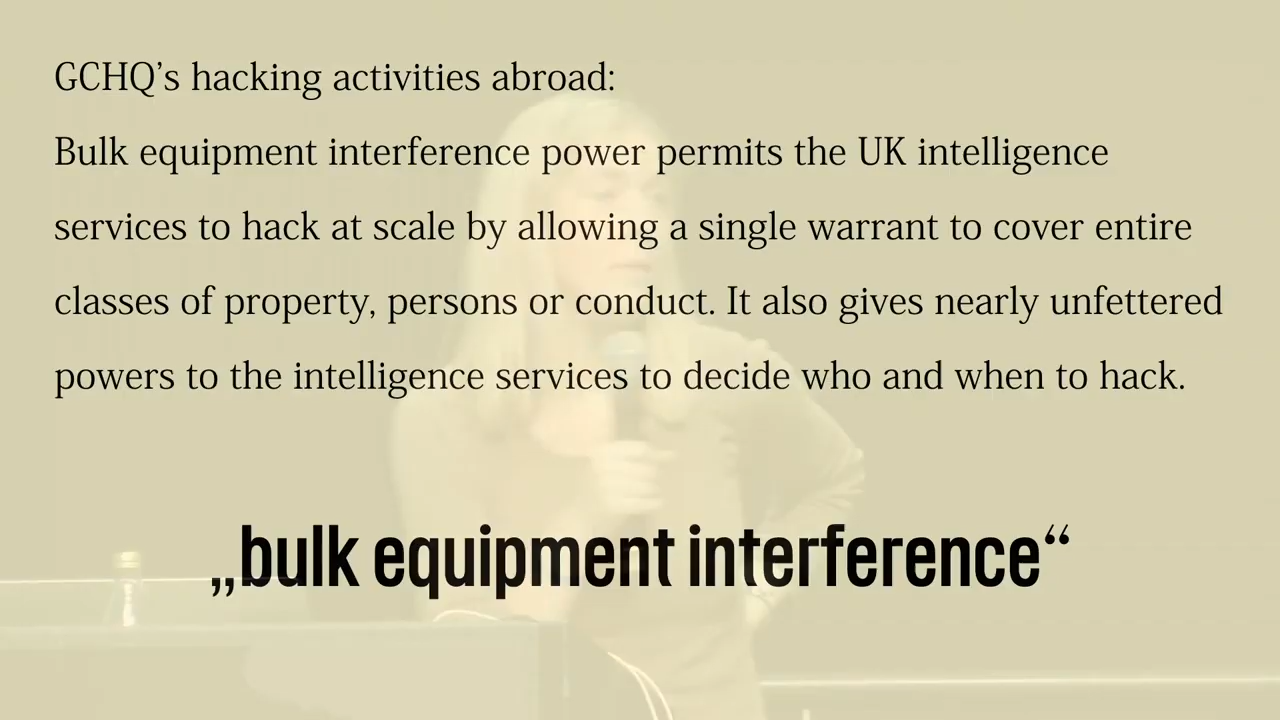 GCHQ’s hacking activities abroad:
Bulk equipment interference power permits the UK intelligence
services to hack at scale by allowing a single warrant to cover entire
classes of property, persons or conduct. It also gives nearly unfettered
powers to the intelligence services to decide who and when to hack.
„bulk equipment interference“